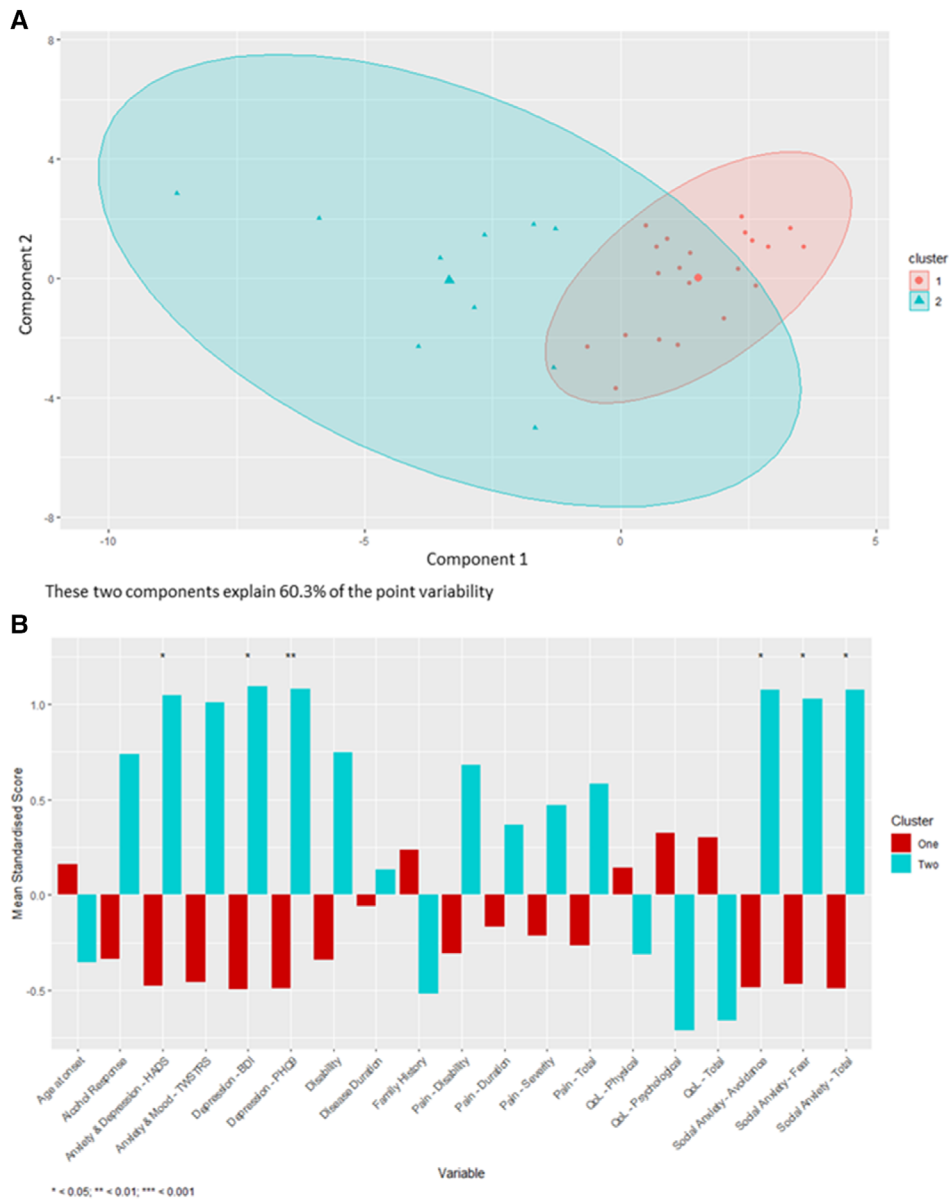 A
8
4
0
-4
-8
Component 2
-10
-5
0
5
Component 1
cluster
1
2
These two components explain 60.3% of the point variability
B
*
*
**
*
*
*
1.0
0.5
0.0
-0.5
Mean Standardised Score
Cluster
One
Two
Age at onset
Alcohol Response
Anxiety & Depression - HADS
Anxiety & Mood - TWSTRS
Depression - BDI
Depression - PHQ9
Disability
Disease Duration
Family History
Pain - Disability
Pain - Duration
Pain - Severity
Pain - Total
QoL - Physical
QoL - Psychological
QoL - Total
Social Anxiety - Avoidance
Social Anxiety - Fear
Social Anxiety - Total
Variable
* < 0.05; ** < 0.01; *** < 0.001